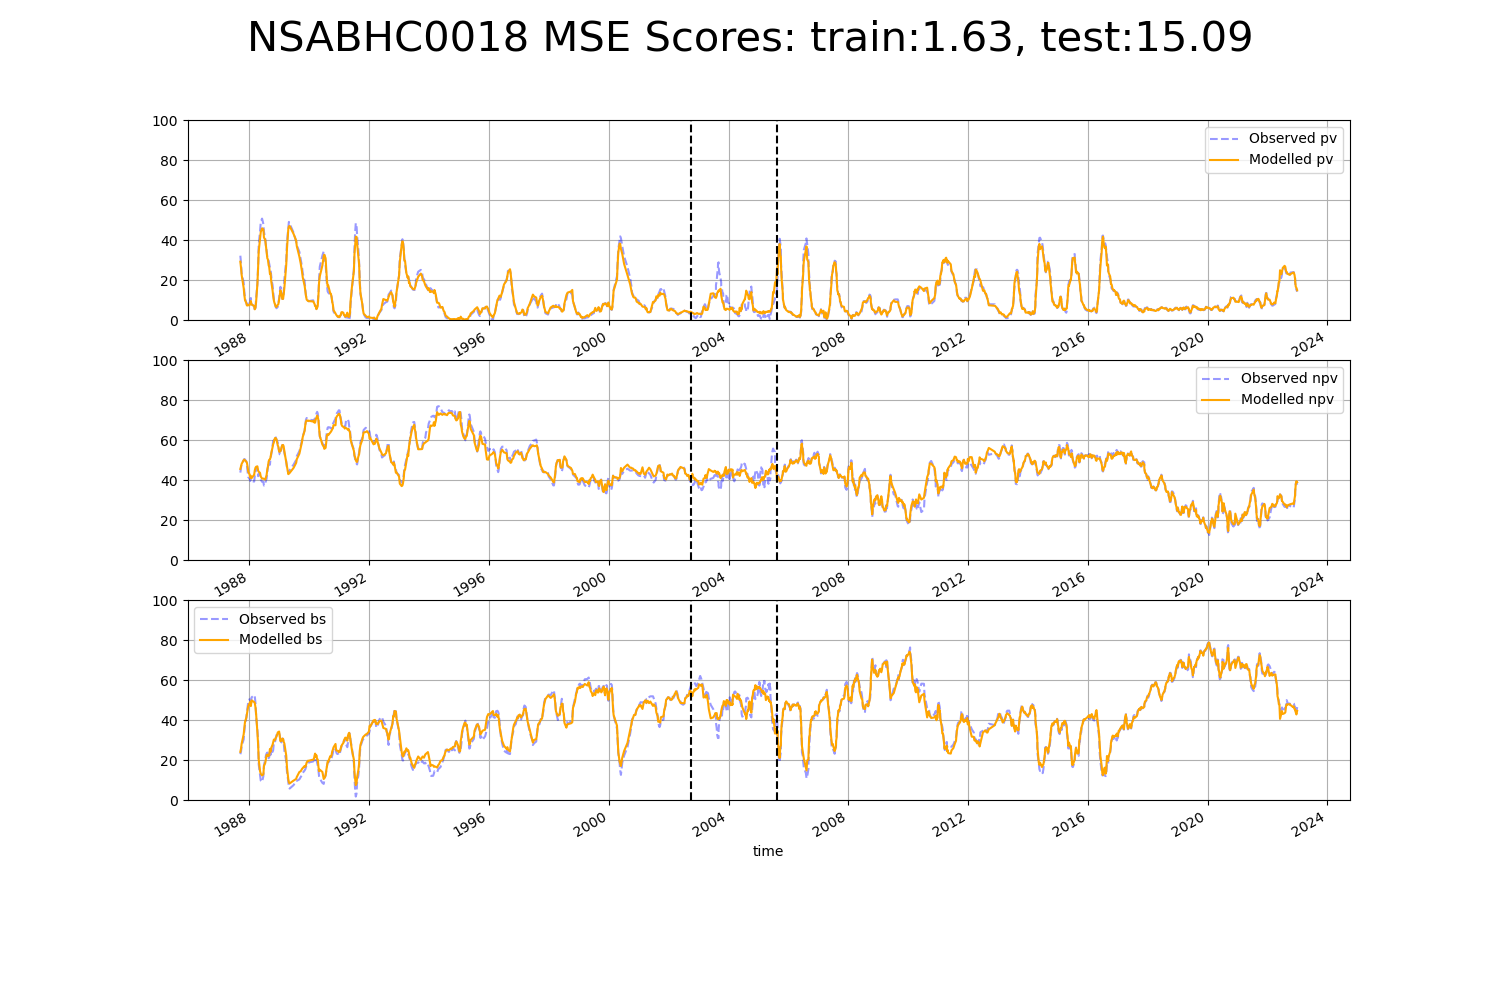 NSABHC0018 MSE Scores: train:1.63, test:15.09
100
80
60
40
20
0
Observed pv
Modelled pv
1988 1992 1996 2000 2004 2008 2012 2016 2020 2024
100
80
60
40
20
0
Observed npv
Modelled npv
1988 1992 1996 2000 2004 2008 2012 2016 2020 2024
100
80
60
40
20
0
Observed bs
Modelled bs
1988 1992 1996 2000 2004 2008 2012 2016 2020 2024
time